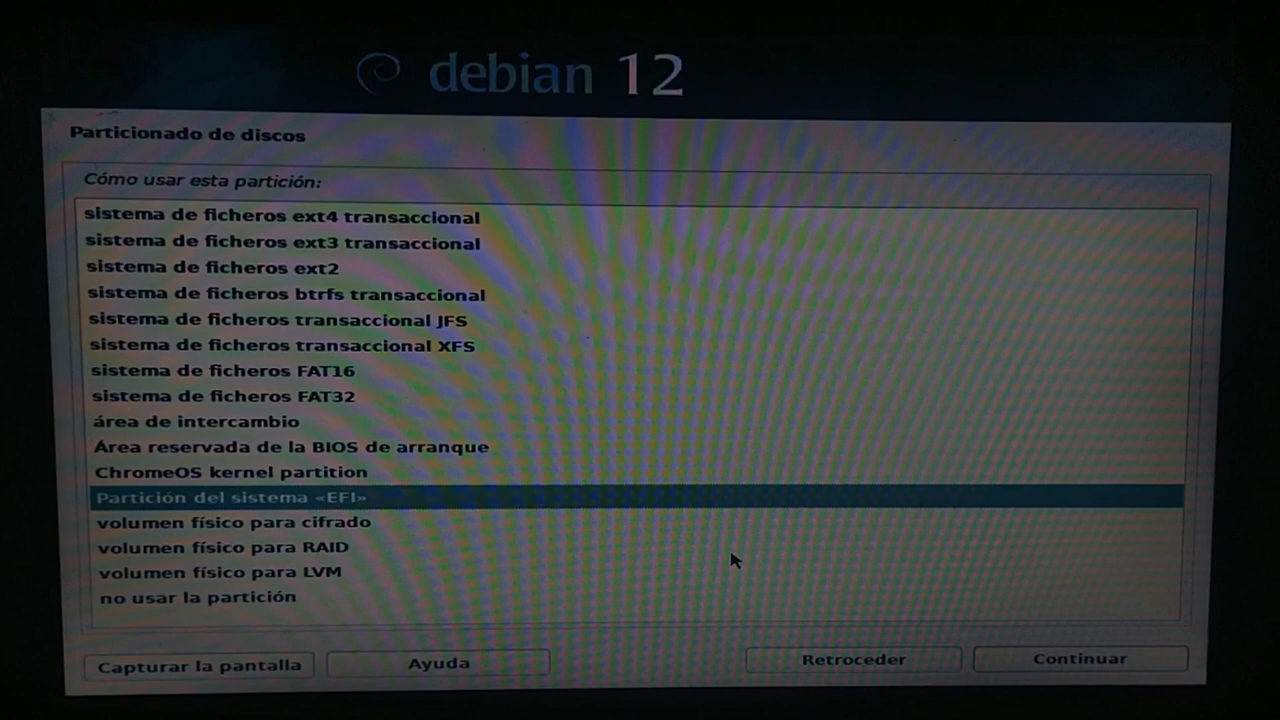 debian 12
Particionado de discos
Cómo usar esta partición:
sistema de ficheros ext4 transaccional
sistema de ficheros ext3 transaccional
sistema de ficheros ext2
sistema de ficheros btrfs transaccional
sistema de ficheros transaccional JFS
sistema de ficheros transaccional XFS
sistema de ficheros FAT16
sistema de ficheros FAT32
área de intercambio
Área reservada de la BIOS de arranque
ChromeOS kernel partition
Partición del sistema «EFI»
volumen físico para cifrado
volumen físico para RAID
volumen físico para LVM
no usar la partición
Capturar la pantalla Ayuda Retroceder Continuar